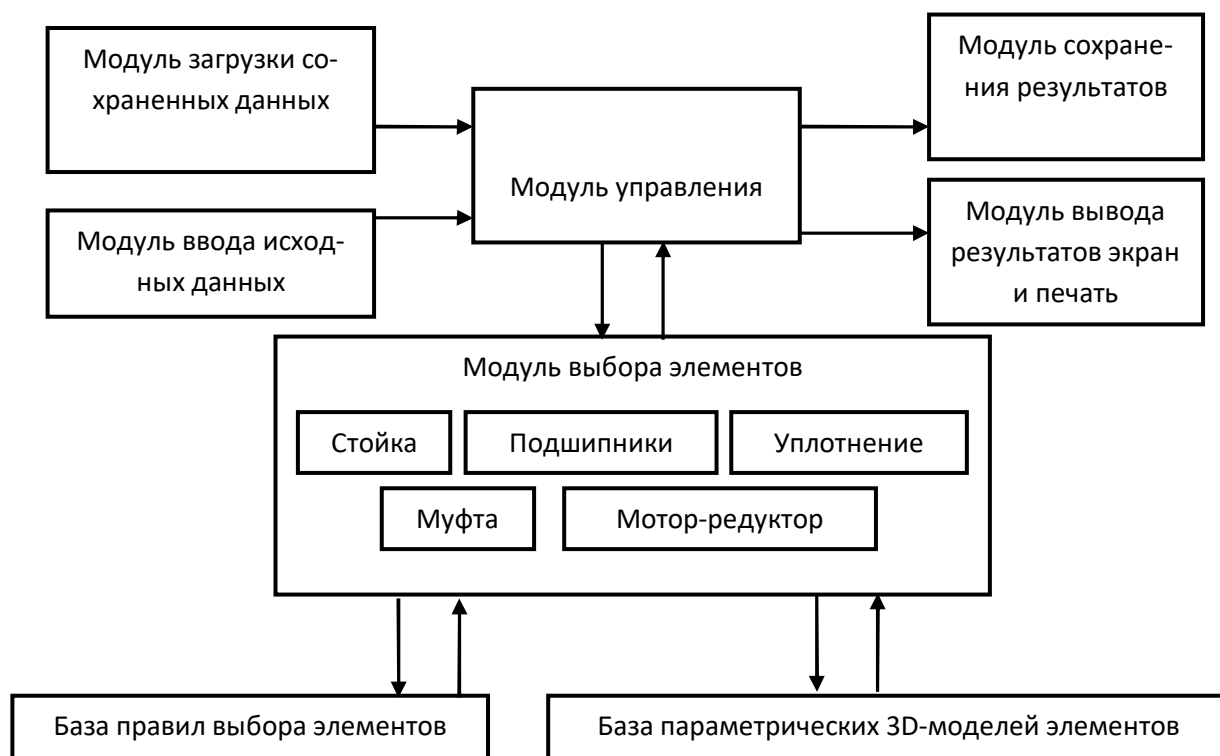 Модуль загрузки со-
храненных данных
Модуль сохране-
ния результатов
Модуль управления
Модуль ввода исход-
ных данных
Модуль вывода
результатов экран
и печать
Модуль выбора элементов
Стойка
Подшипники
Уплотнение
Муфта
Мотор-редуктор
База правил выбора элементов
База параметрических 3D-моделей элементов